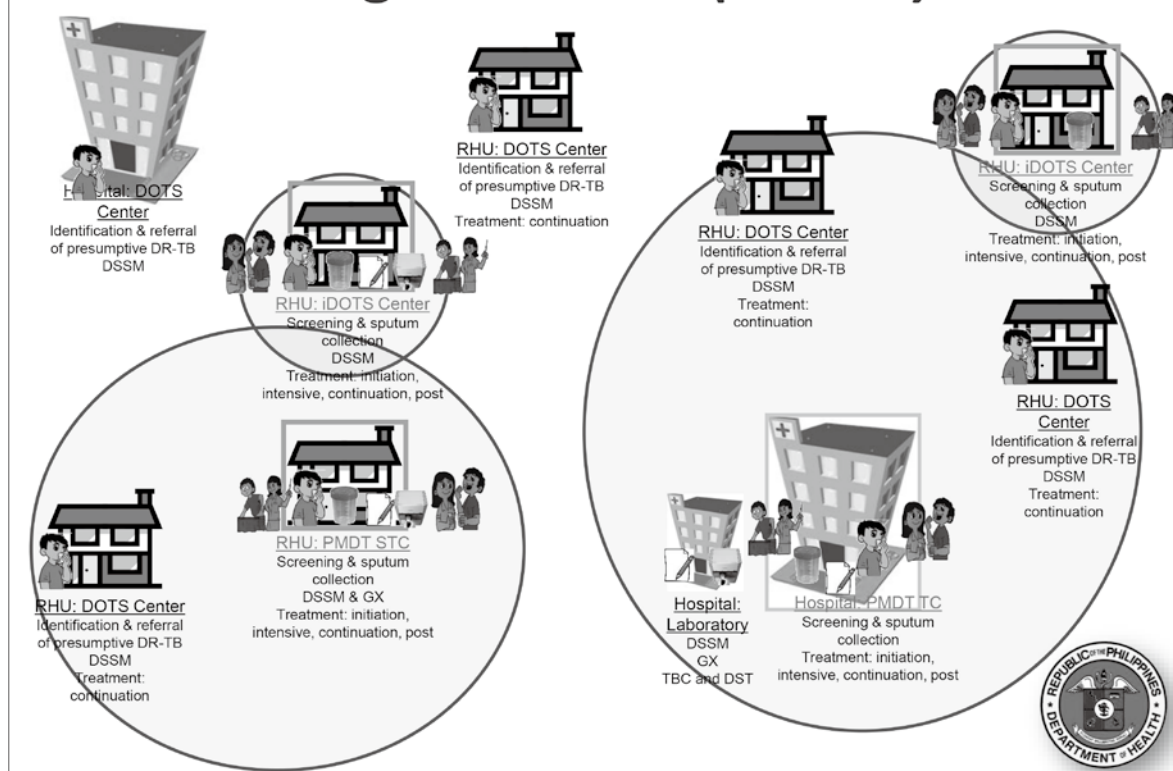 Hospital: DOTS
Center
Identification & referral
of presumptive DR-TB
DSSM
RHU: DOTS Center
Identification & referral
of presumptive DR-TB
DSSM
Treatment: continuation
RHU: iDOTS Center
Screening & sputum
collection
DSSM
Treatment: initiation,
intensive, continuation, post
RHU: PMDT STC
Screening & sputum
collection
DSSM & GX
Treatment: initiation,
intensive, continuation, post
RHU: DOTS Center
Identification & referral
of presumptive DR-TB
DSSM
Treatment:
continuation
RHU: DOTS Center
Identification & referral
of presumptive DR-TB
DSSM
Treatment:
continuation
RHU: iDOTS Center
Screening & sputum
collection
DSSM
Treatment: initiation,
intensive, continuation, post
RHU: DOTS
Center
Identification & referral
of presumptive DR-TB
DSSM
Treatment:
continuation
Hospital:
Laboratory
DSSM
GX
TBC and DST
Hospital: PMDT TC
Screening & sputum
collection
Treatment: initiation,
intensive, continuation, post
REPUBLIC OF THE PHILIPPINES
DEPARTMENT OF HEALTH